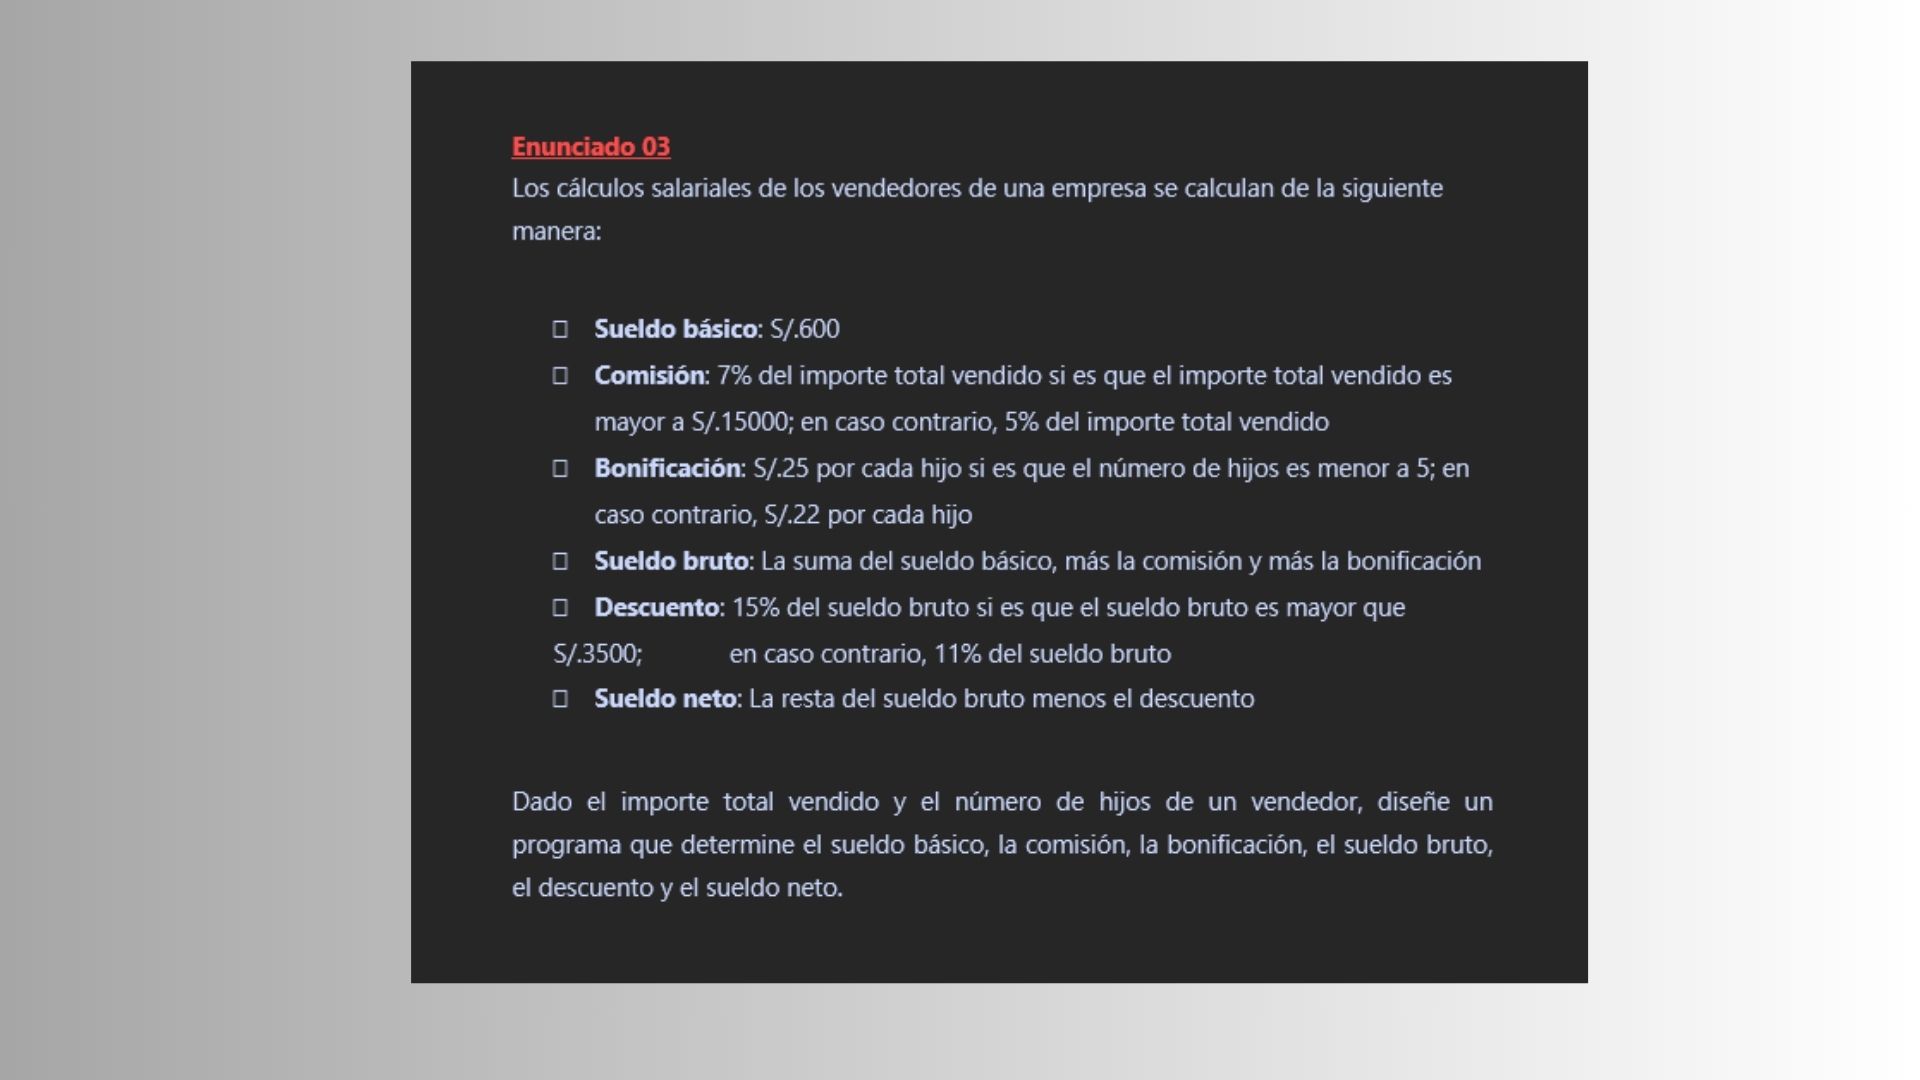 Enunciado 03
Los cálculos salariales de los vendedores de una empresa se calculan de la siguiente
manera:
Sueldo básico: S/.600
Comisión: 7% del importe total vendido si es que el importe total vendido es
mayor a S/.15000; en caso contrario, 5% del importe total vendido
Bonificación: S/.25 por cada hijo si es que el número de hijos es menor a 5; en
caso contrario, S/.22 por cada hijo
Sueldo bruto: La suma del sueldo básico, más la comisión y más la bonificación
Descuento: 15% del sueldo bruto si es que el sueldo bruto es mayor que
S/.3500; en caso contrario, 11% del sueldo bruto
Sueldo neto: La resta del sueldo bruto menos el descuento
Dado el importe total vendido y el número de hijos de un vendedor, diseñe un
programa que determine el sueldo básico, la comisión, la bonificación, el sueldo bruto,
el descuento y el sueldo neto.